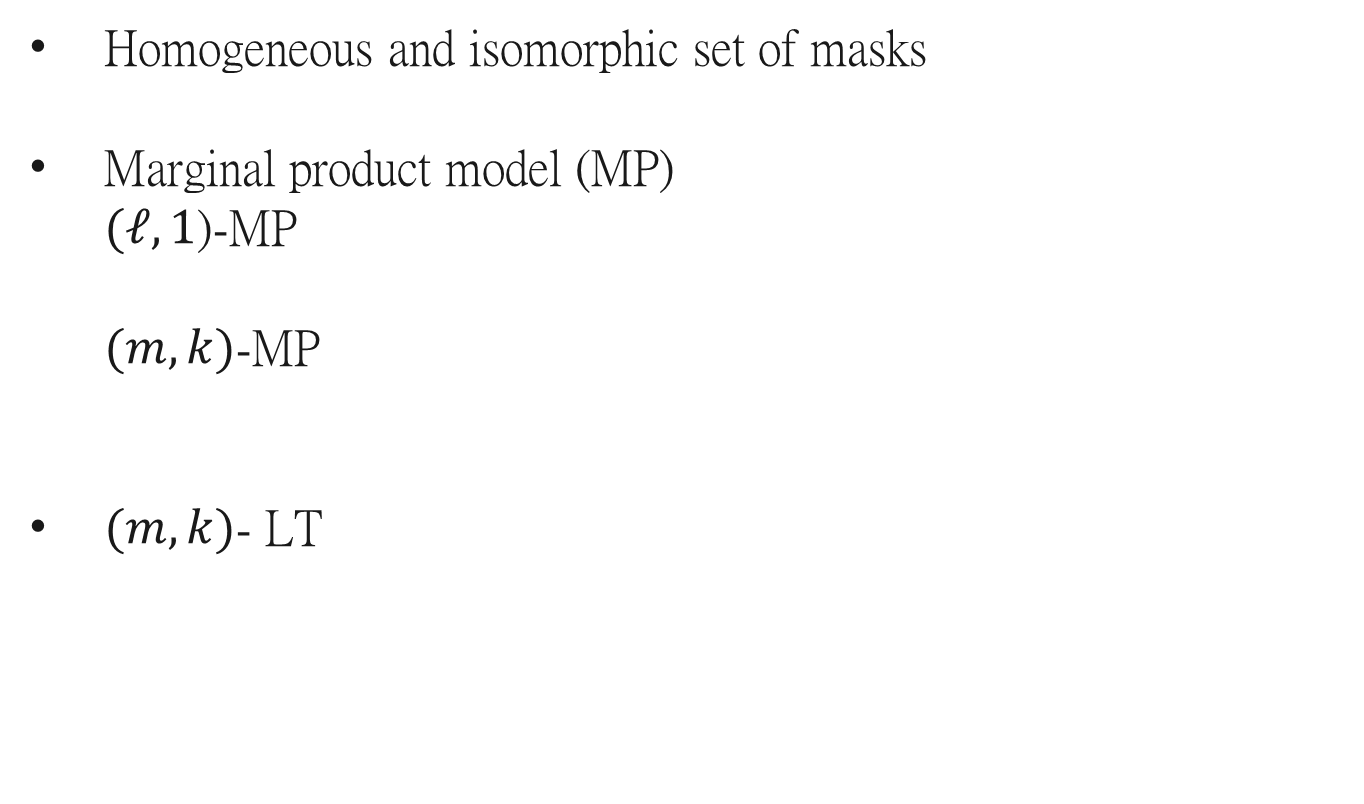 • Homogeneous and isomorphic set of masks
• Marginal product model (MP)
(ℓ, 1)-MP
(m, k)-MP
• (m, k)- LT